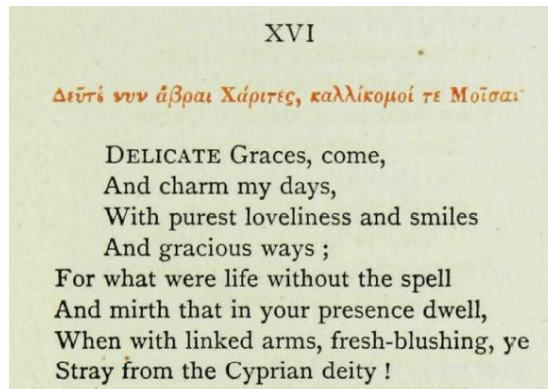 XVI
Δεῦτέ νυν ἄβραι Χάριτες, καλλίκομοί τε Μοῖσαι
DELICATE Graces, come,
And charm my days,
With purest loveliness and smiles
And gracious ways ;
For what were life without the spell
And mirth that in your presence dwell,
When with linked arms, fresh-blushing, ye
Stray from the Cyprian deity !